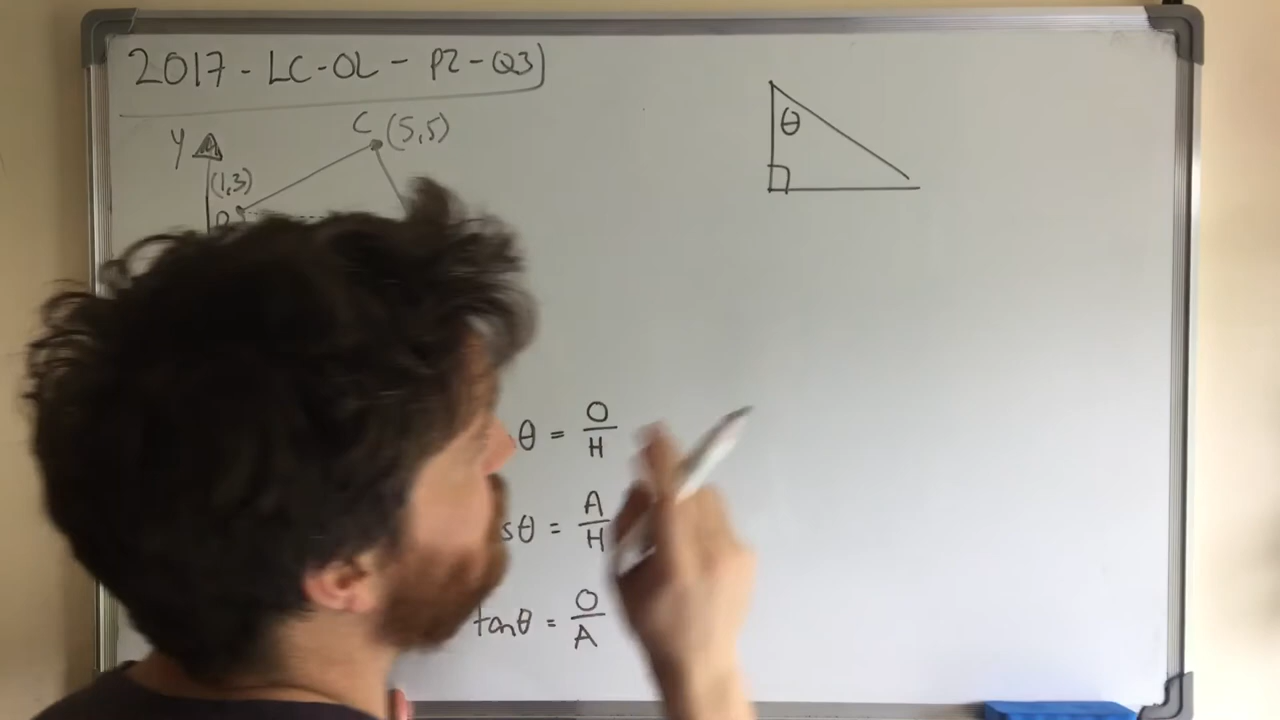 2017 - LC-OL - P2 - Q3)
θ
y
C (5,5)
(1,3)
θ = O/H
sθ = A/H
tanθ = O/A